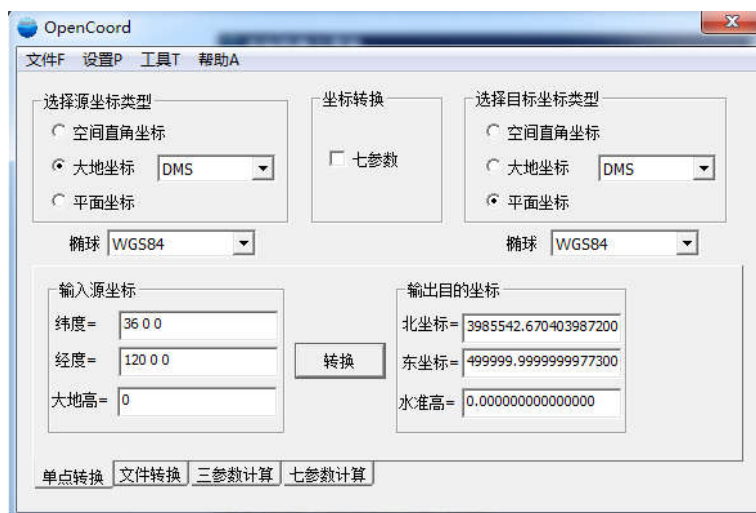 OpenCoord
文件F 设置P 工具T 帮助A
选择源坐标类型
空间直角坐标
大地坐标 DMS
平面坐标
椭球 WGS84
坐标转换
七参数
选择目标坐标类型
空间直角坐标
大地坐标 DMS
平面坐标
椭球 WGS84
输入源坐标
纬度= 36 0 0
经度= 120 0 0
大地高= 0
转换
输出目的坐标
北坐标= 3985542.670403987200
东坐标= 499999.9999999977300
水准高= 0.000000000000000
单点转换 文件转换 三参数计算 七参数计算